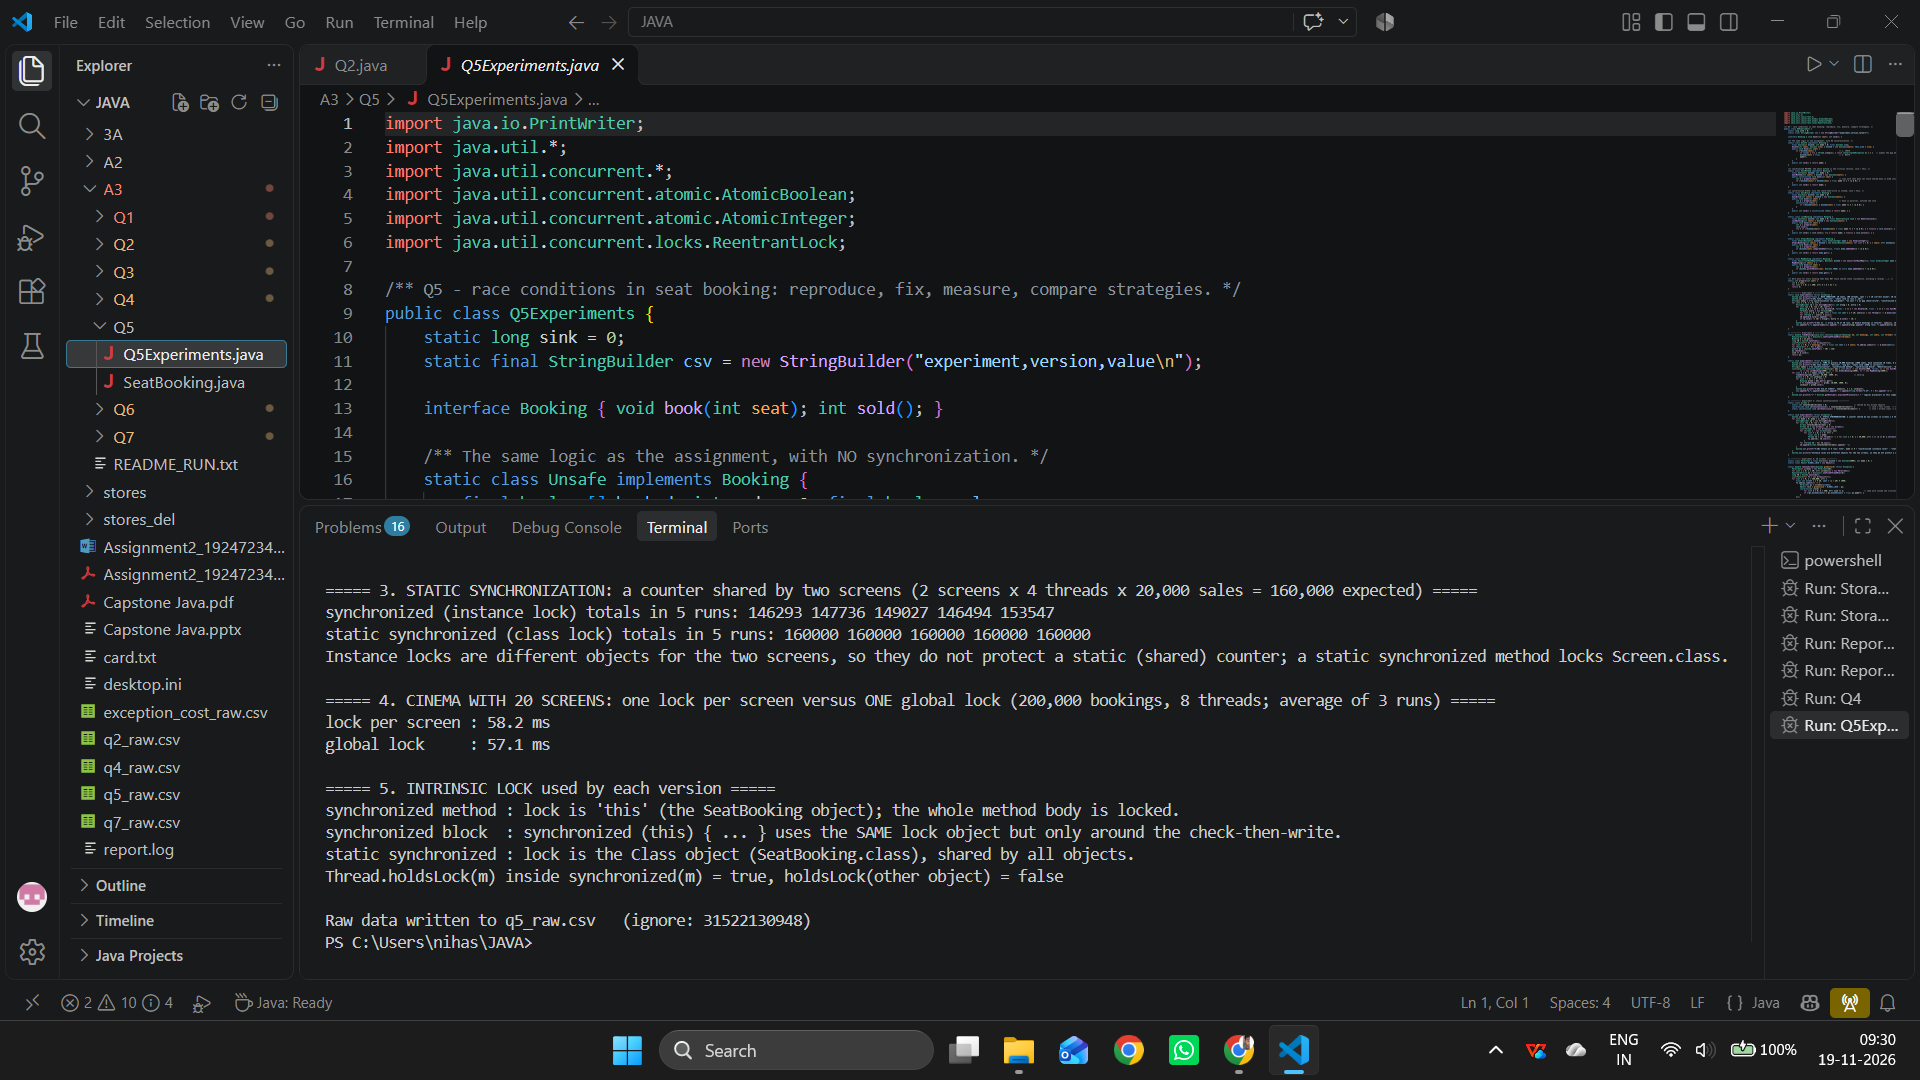 File Edit Selection View Go Run Terminal Help
JAVA
Explorer
JAVA
3A
A2
A3
Q1
Q2
Q3
Q4
Q5
Q5Experiments.java
SeatBooking.java
Q6
Q7
README_RUN.txt
stores
stores_del
Assignment2_19247234...
Assignment2_19247234...
Capstone Java.pdf
Capstone Java.pptx
card.txt
desktop.ini
exception_cost_raw.csv
q2_raw.csv
q4_raw.csv
q5_raw.csv
q7_raw.csv
report.log
Outline
Timeline
Java Projects
Q2.java
Q5Experiments.java
A3 > Q5 > Q5Experiments.java > ...
1 import java.io.PrintWriter;
2 import java.util.*;
3 import java.util.concurrent.*;
4 import java.util.concurrent.atomic.AtomicBoolean;
5 import java.util.concurrent.atomic.AtomicInteger;
6 import java.util.concurrent.locks.ReentrantLock;
7
8 /** Q5 - race conditions in seat booking: reproduce, fix, measure, compare strategies. */
9 public class Q5Experiments {
10 static long sink = 0;
11 static final StringBuilder csv = new StringBuilder("experiment,version,value\n");
12
13 interface Booking { void book(int seat); int sold(); }
14
15 /** The same logic as the assignment, with NO synchronization. */
16 static class Unsafe implements Booking {
Problems 16 Output Debug Console Terminal Ports
===== 3. STATIC SYNCHRONIZATION: a counter shared by two screens (2 screens x 4 threads x 20,000 sales = 160,000 expected) =====
synchronized (instance lock) totals in 5 runs: 146293 147736 149027 146494 153547
static synchronized (class lock) totals in 5 runs: 160000 160000 160000 160000 160000
Instance locks are different objects for the two screens, so they do not protect a static (shared) counter; a static synchronized method locks Screen.class.
===== 4. CINEMA WITH 20 SCREENS: one lock per screen versus ONE global lock (200,000 bookings, 8 threads; average of 3 runs) =====
lock per screen : 58.2 ms
global lock : 57.1 ms
===== 5. INTRINSIC LOCK used by each version =====
synchronized method : lock is 'this' (the SeatBooking object); the whole method body is locked.
synchronized block : synchronized (this) { ... } uses the SAME lock object but only around the check-then-write.
static synchronized : lock is the Class object (SeatBooking.class), shared by all objects.
Thread.holdsLock(m) inside synchronized(m) = true, holdsLock(other object) = false
Raw data written to q5_raw.csv (ignore: 31522130948)
PS C:\Users\nihas\JAVA>
powershell
Run: Stora...
Run: Stora...
Run: Repor...
Run: Repor...
Run: Q4
Run: Q5Exp...
2 10 4 Java: Ready
Ln 1, Col 1 Spaces: 4 UTF-8 LF { } Java
Search
ENG
IN
100%
09:30
19-11-2026